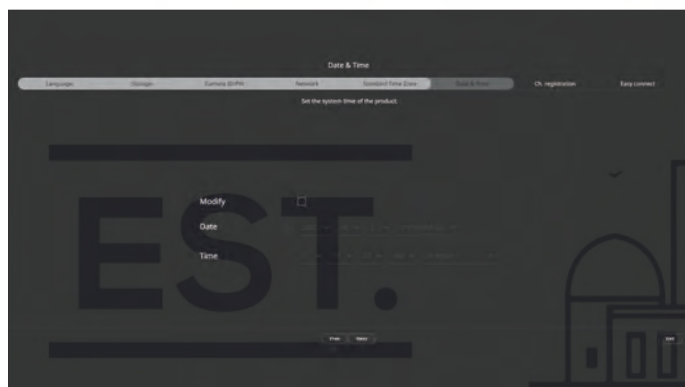 Date & Time
Language Storage Camera ID/PW Network Standard Time Zone Date & Time Ch. registration Easy connect
Set the system time of the product.
EST.
Modify
Date
Time
Prev Next Exit